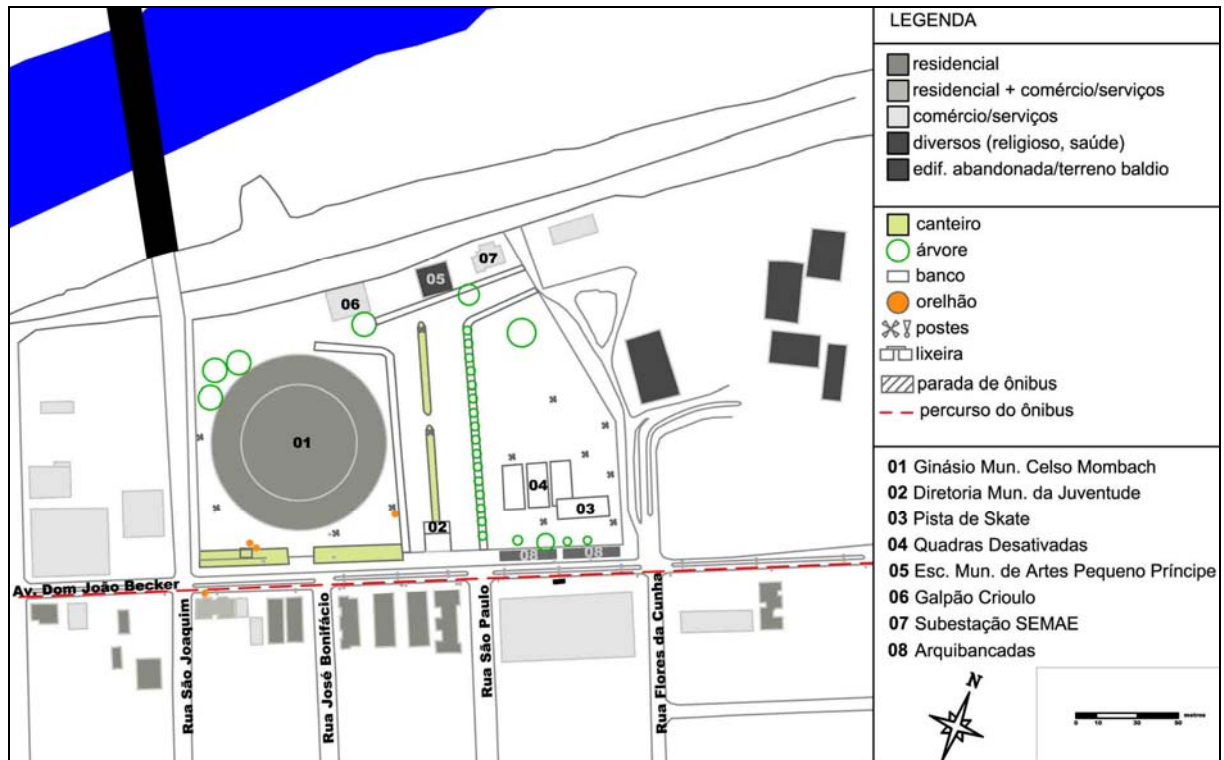 LEGENDA
residencial
residencial + comércio/serviços
comércio/serviços
diversos (religioso, saúde)
edif. abandonada/terreno baldio
canteiro
árvore
banco
orelhão
postes
lixeira
parada de ônibus
percurso do ônibus
01 Ginásio Mun. Celso Mombach
02 Diretoria Mun. da Juventude
03 Pista de Skate
04 Quadras Desativadas
05 Esc. Mun. de Artes Pequeno Príncipe
06 Galpão Crioulo
07 Subestação SEMAE
08 Arquibancadas
N
0 10 30 50 metros
07
05
06
01
04
03
02
08 08
Av. Dom João Becker
Rua São Joaquim
Rua José Bonifácio
Rua São Paulo
Rua Flores da Cunha